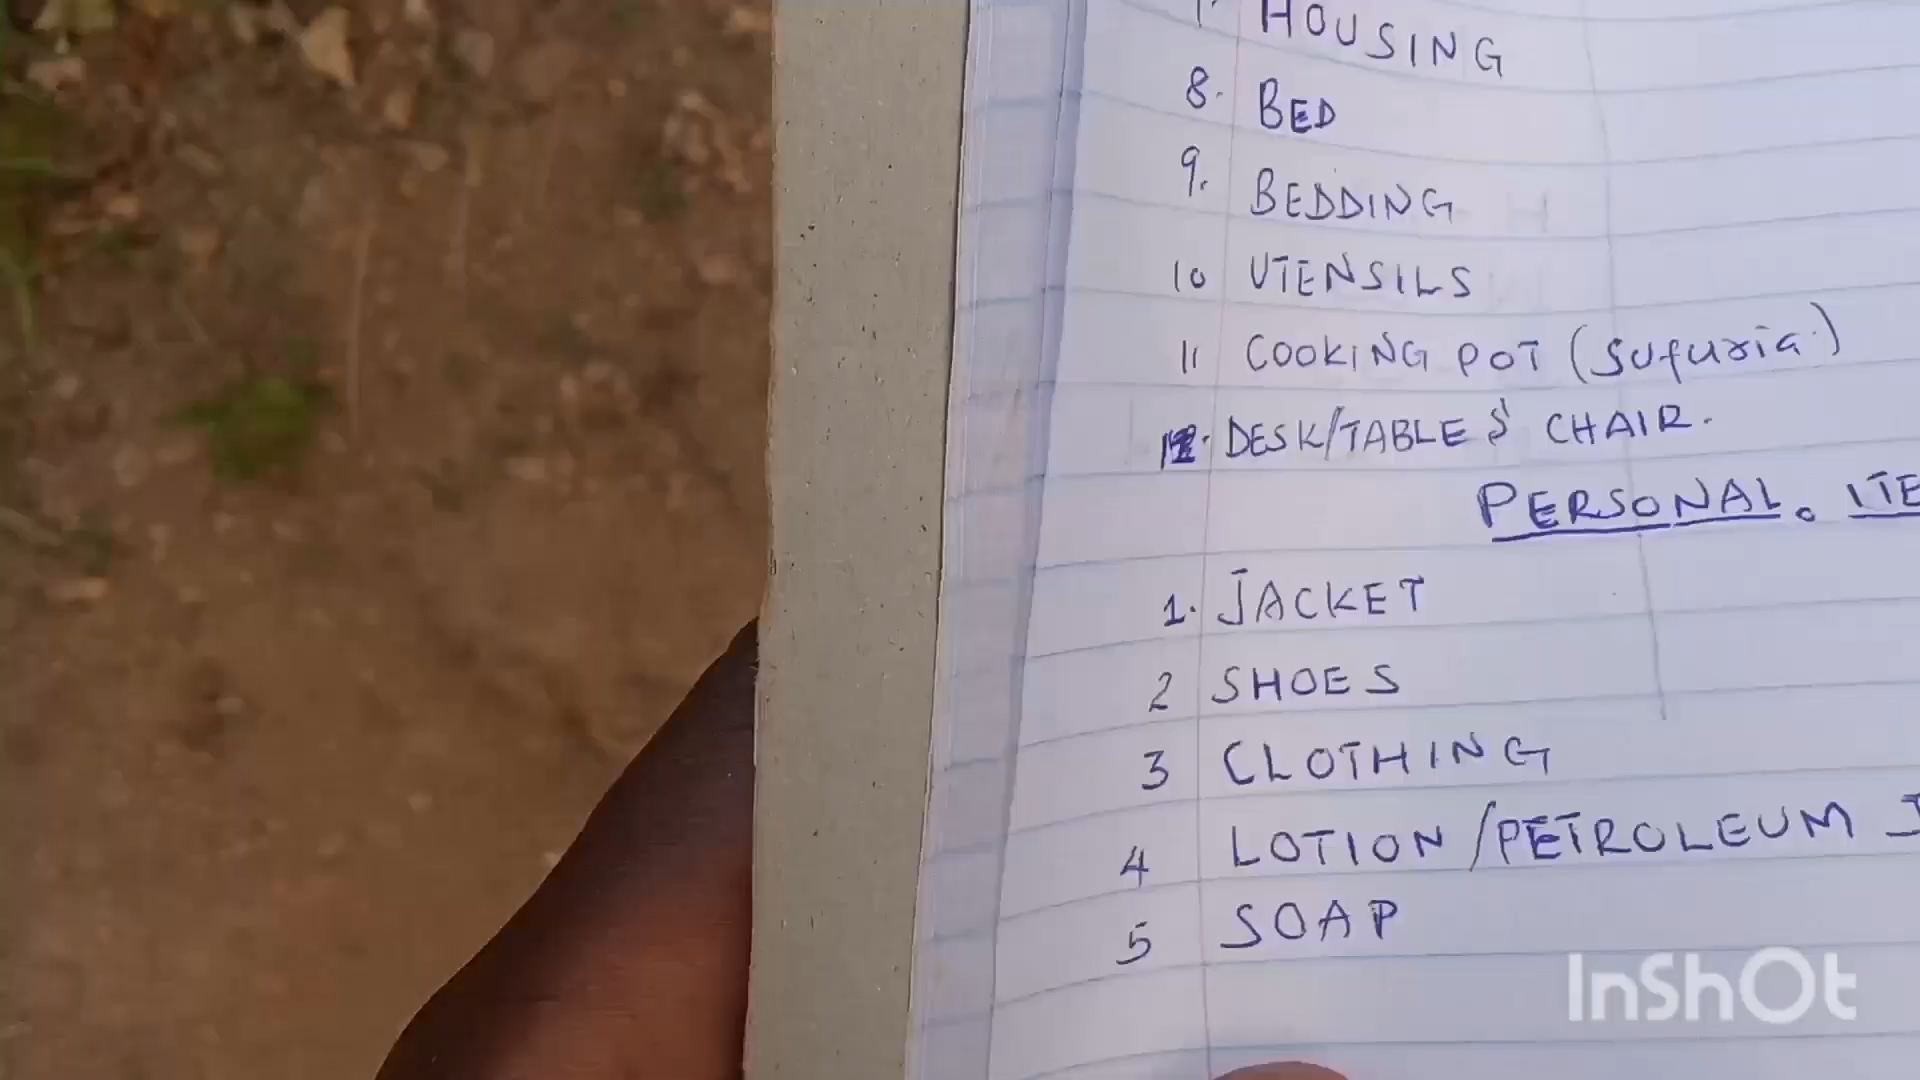 HOUSING
8. BED
9. BEDDING
10 UTENSILS
11 COOKING POT (Sufuria)
12. DESK/TABLE & CHAIR.
PERSONAL.
1. JACKET
2 SHOES
3 CLOTHING
4 LOTION/PETROLEUM
5 SOAP
InShOt